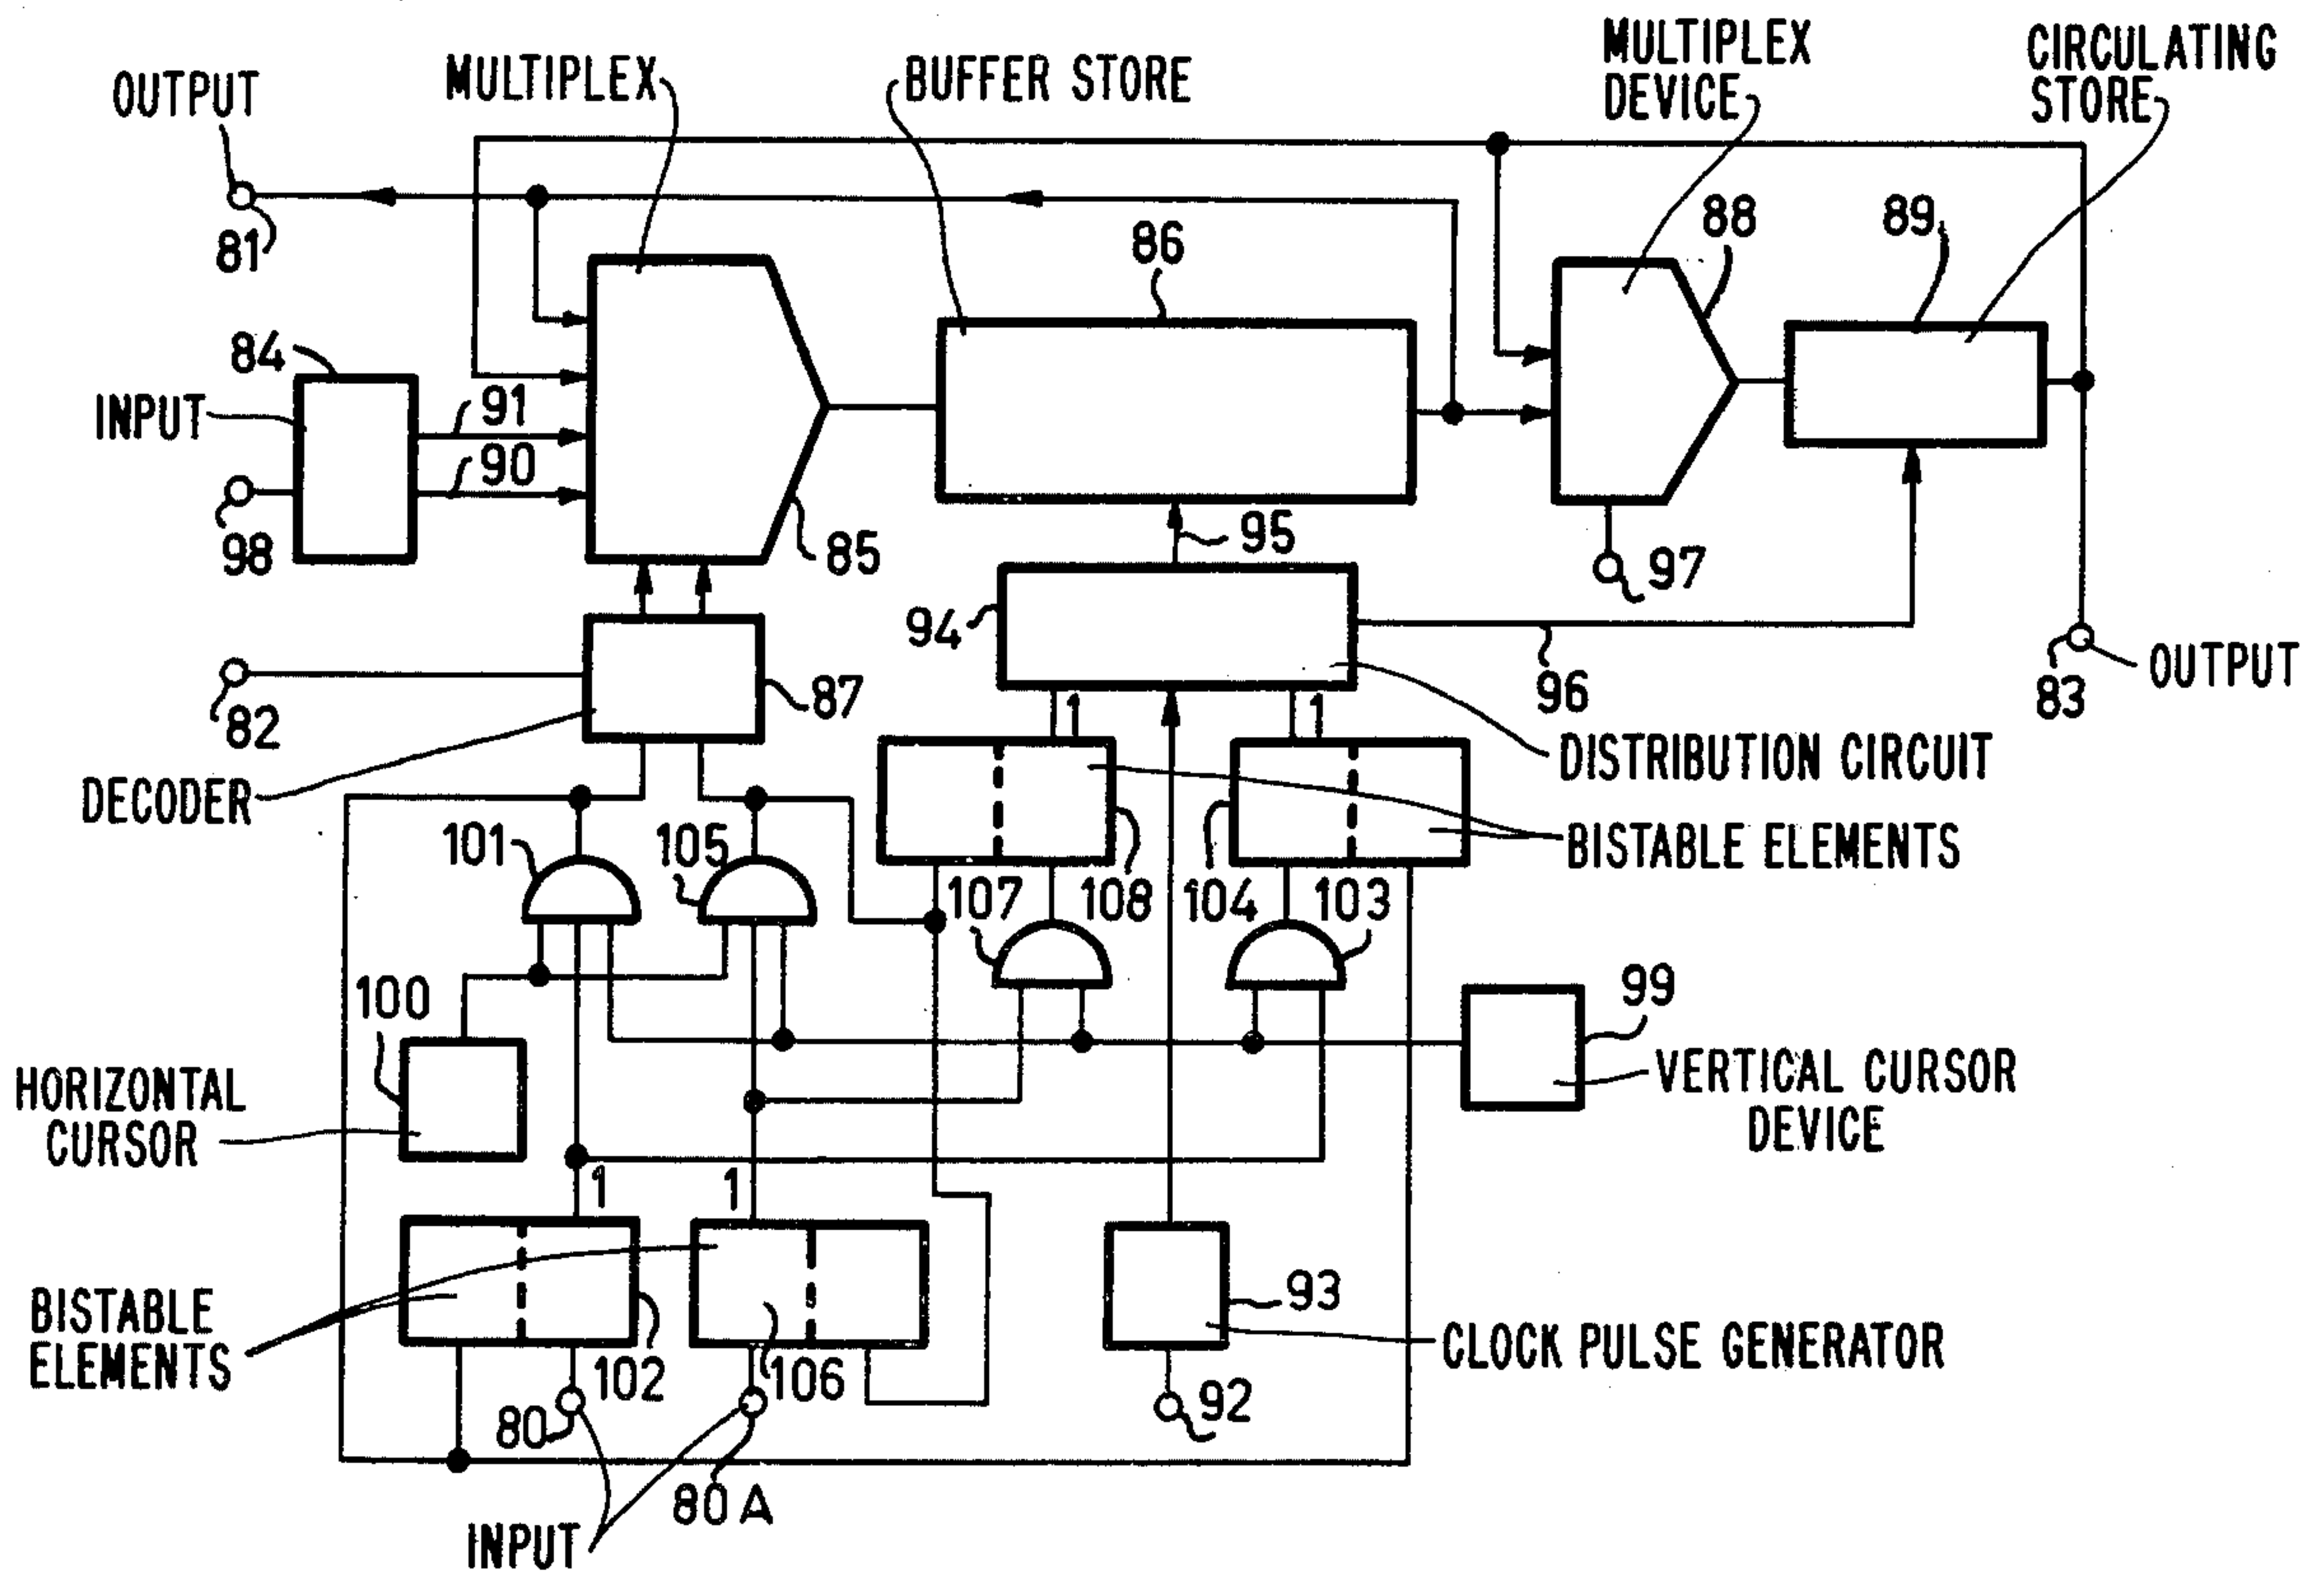 MULTIPLEX
DEVICE
CIRCULATING
STORE
OUTPUT
MULTIPLEX
BUFFER STORE
81
86
88
89
84
INPUT
91
90
98
85
95
97
94
82
87
96
83
OUTPUT
DECODER
1
1
DISTRIBUTION CIRCUIT
101
105
107
108
104
103
BISTABLE ELEMENTS
100
99
HORIZONTAL
CURSOR
VERTICAL CURSOR
DEVICE
1
1
BISTABLE
ELEMENTS
102
106
93
CLOCK PULSE GENERATOR
80
92
80 A
INPUT